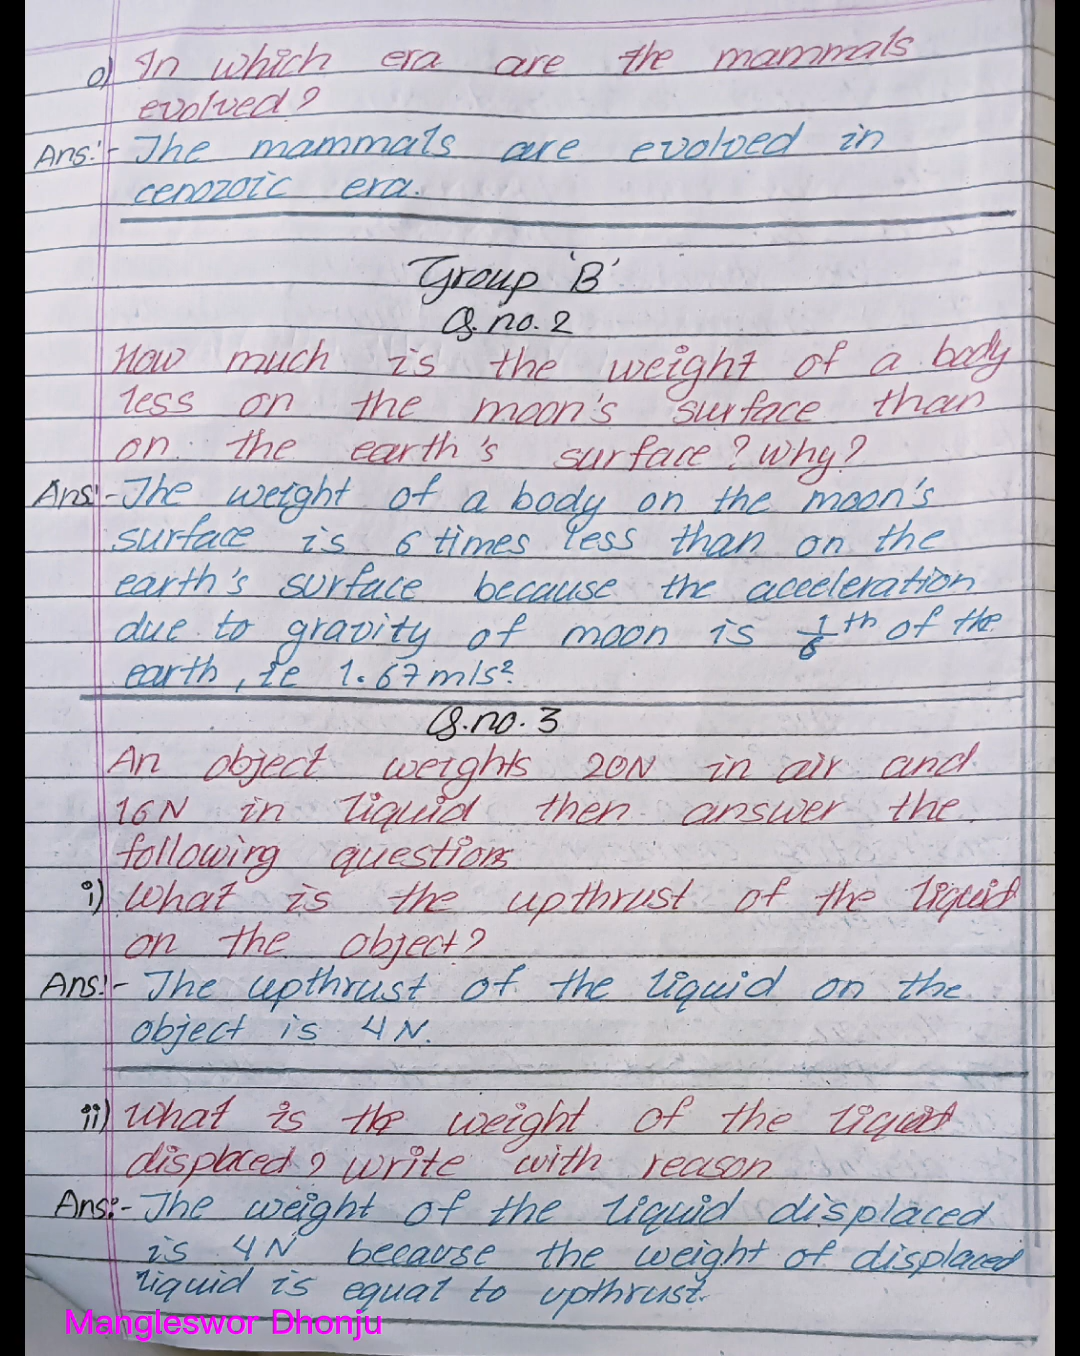 o) In which era are the mammals
evolved?
Ans:- The mammals are evolved in
cenozoic era.
Group 'B'
Q.no.2
How much is the weight of a body
less on the moon's surface than
on the earth's surface? Why?
Ans:- The weight of a body on the moon's
surface is 6 times less than on the
earth's surface because the acceleration
due to gravity of moon is 1/6 th of the
earth, ie 1.67 m/s²
Q.no.3
An object weights 20N in air and
16N in liquid then answer the
following questions
i) What is the upthrust of the liquid
on the object?
Ans:- The upthrust of the liquid on the
object is 4N.
ii) What is the weight of the liquid
displaced? Write with reason
Ans:- The weight of the liquid displaced
is 4N because the weight of displaced
liquid is equal to upthrust.
Mangleswor Dhonju